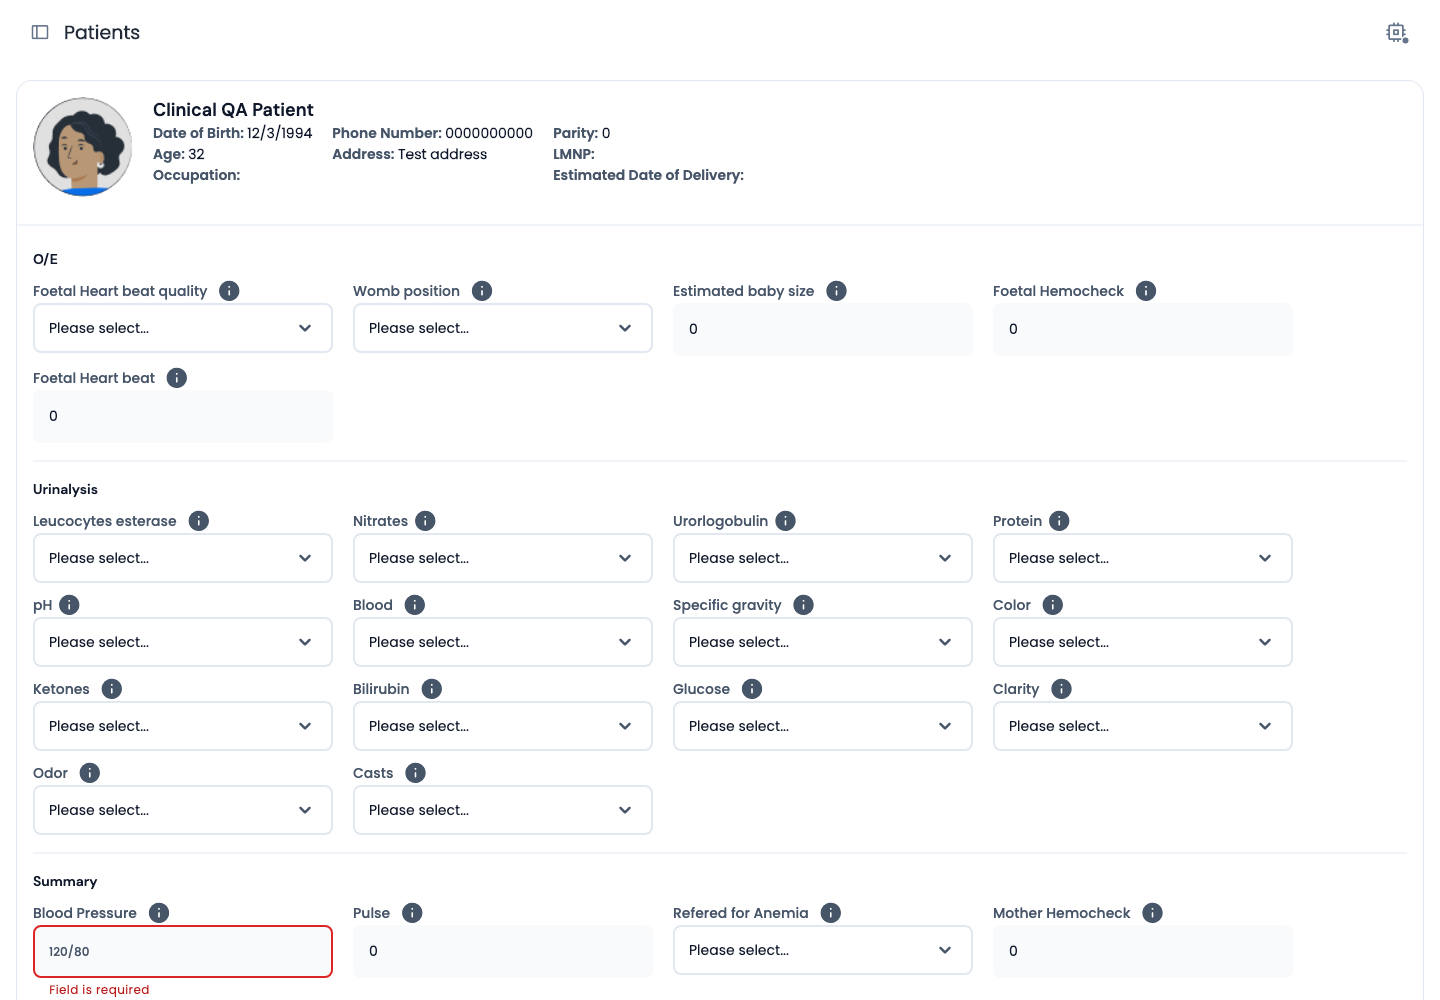 Patients
Clinical QA Patient
Date of Birth: 12/3/1994 Phone Number: 0000000000 Parity: 0
Age: 32 Address: Test address LMNP:
Occupation: Estimated Date of Delivery:
O/E
Foetal Heart beat quality Womb position Estimated baby size Foetal Hemocheck
Please select... Please select... 0 0
Foetal Heart beat
0
Urinalysis
Leucocytes esterase Nitrates Urorlogobulin Protein
Please select... Please select... Please select... Please select...
pH Blood Specific gravity Color
Please select... Please select... Please select... Please select...
Ketones Bilirubin Glucose Clarity
Please select... Please select... Please select... Please select...
Odor Casts
Please select... Please select...
Summary
Blood Pressure Pulse Refered for Anemia Mother Hemocheck
120/80 0 Please select... 0
Field is required